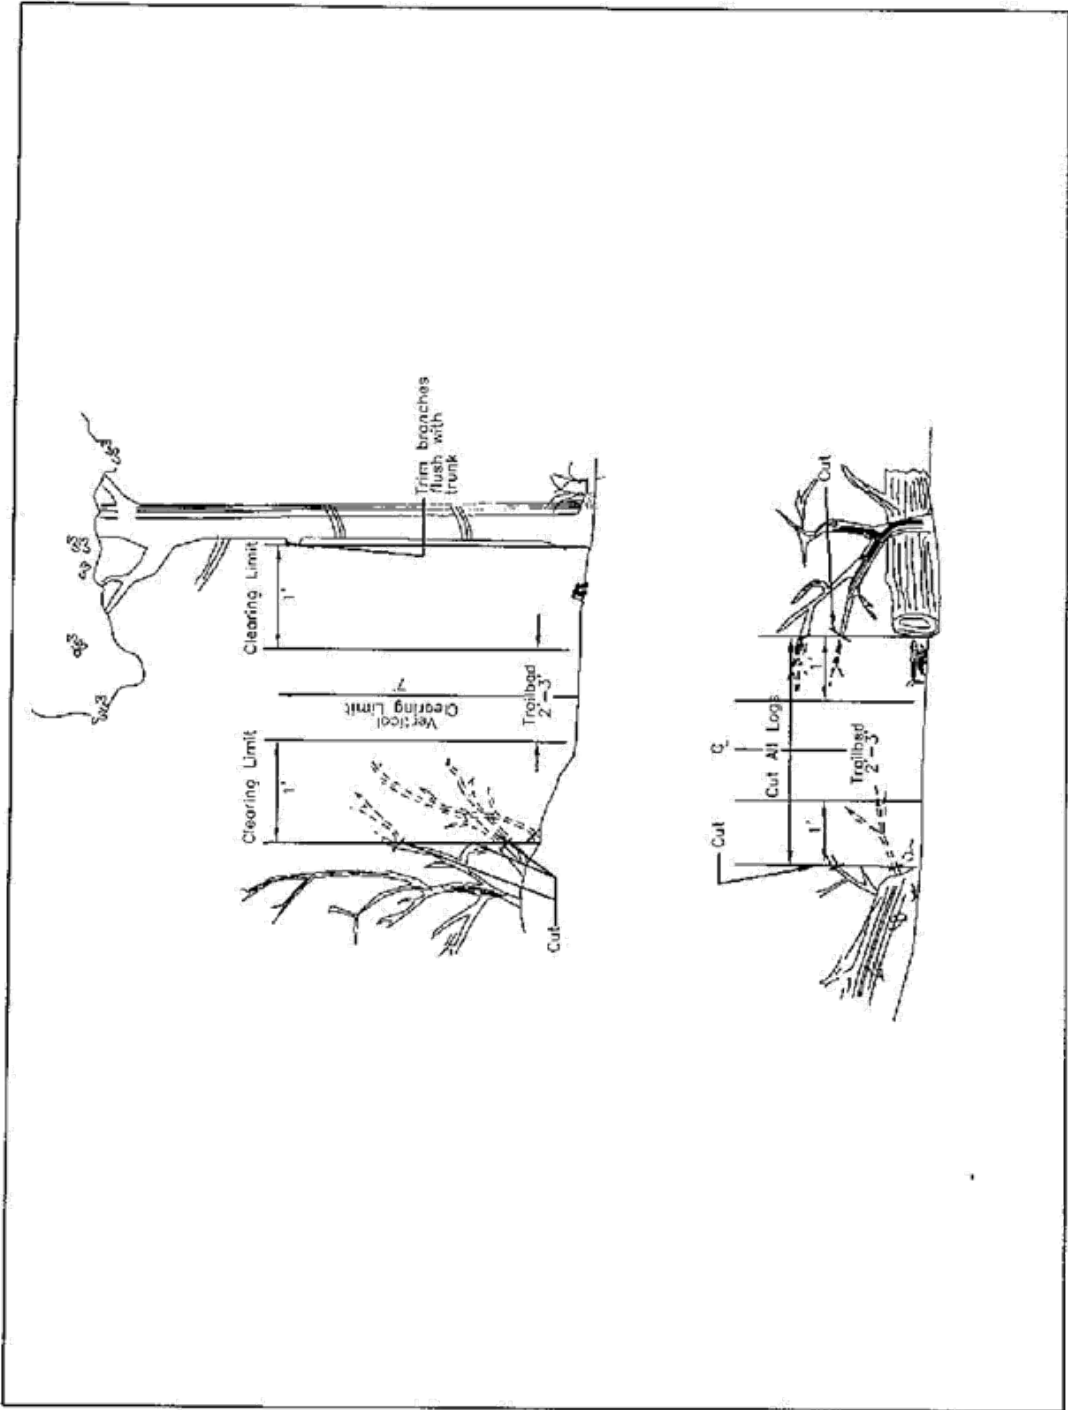 Clearing Limit
1'
Clearing Limit
1'
Vertical
Clearing Limit
7'
Trailbed
2'-3'
Trim branches
flush with
trunk
Cut
Cut
C̲L
Cut All Logs
1'
Trailbed
2'-3'
1'
Cut